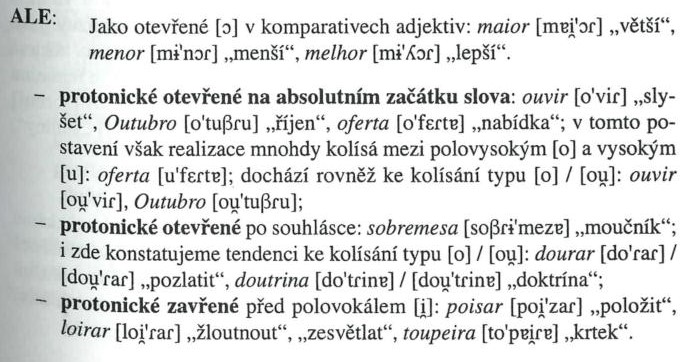 ALE: Jako otevřené [ɔ] v komparativech adjektiv: maior [mɐi̯'ɔɾ] „větší“,
menor [mɨ'nɔɾ] „menší“, melhor [mɨ'ʎɔɾ] „lepší“.
– protonické otevřené na absolutním začátku slova: ouvir [o'viɾ] „sly-
šet“, Outubro [o'tuβɾu] „říjen“, oferta [o'fɛɾtɐ] „nabídka“; v tomto po-
stavení však realizace mnohdy kolísá mezi polovysokým [o] a vysokým
[u]: oferta [u'fɛɾtɐ]; dochází rovněž ke kolísání typu [o] / [ou̯]: ouvir
[ou̯'viɾ], Outubro [ou̯'tuβɾu];
– protonické otevřené po souhlásce: sobremesa [soβɾɨ'mezɐ] „moučník“;
i zde konstatujeme tendenci ke kolísání typu [o] / [ou̯]: dourar [do'ɾaɾ] /
[dou̯'ɾaɾ] „pozlatit“, doutrina [do'tɾinɐ] / [dou̯'tɾinɐ] „doktrína“;
– protonické zavřené před polovokálem [i̯]: poisar [poi̯'zaɾ] „položit“,
loirar [loi̯'ɾaɾ] „žloutnout“, „zesvětlat“, toupeira [to'pɐi̯ɾɐ] „krtek“.